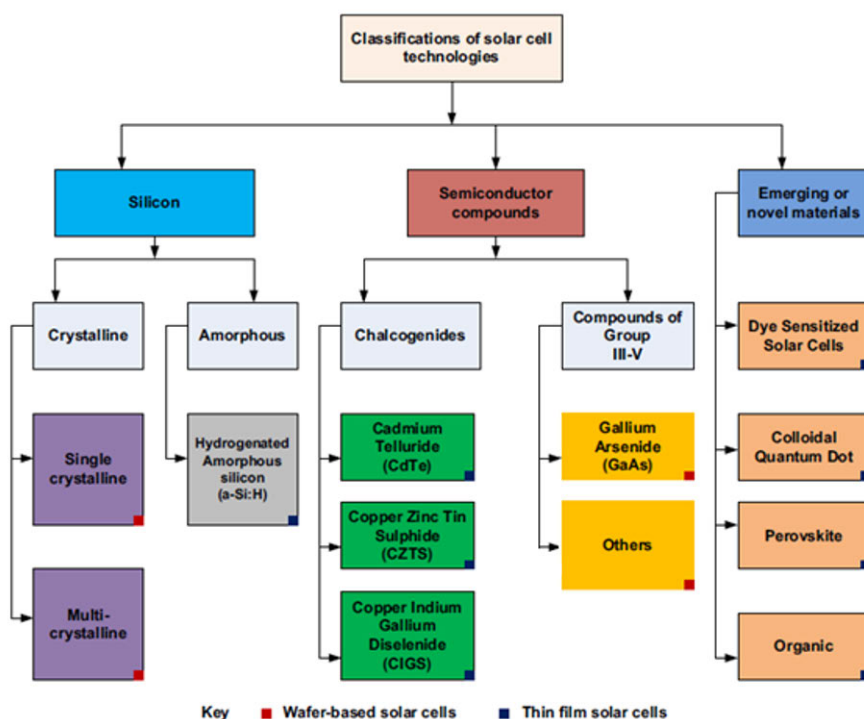 Classifications of solar cell
technologies
Silicon
Semiconductor
compounds
Emerging or
novel materials
Crystalline
Amorphous
Chalcogenides
Compounds of
Group
III-V
Dye Sensitized
Solar Cells
Single
crystalline
Hydrogenated
Amorphous
silicon
(a-Si:H)
Cadmium
Telluride
(CdTe)
Gallium
Arsenide
(GaAs)
Colloidal
Quantum Dot
Copper Zinc Tin
Sulphide
(CZTS)
Others
Perovskite
Multi-
crystalline
Copper Indium
Gallium
Diselenide
(CIGS)
Organic
Key Wafer-based solar cells Thin film solar cells